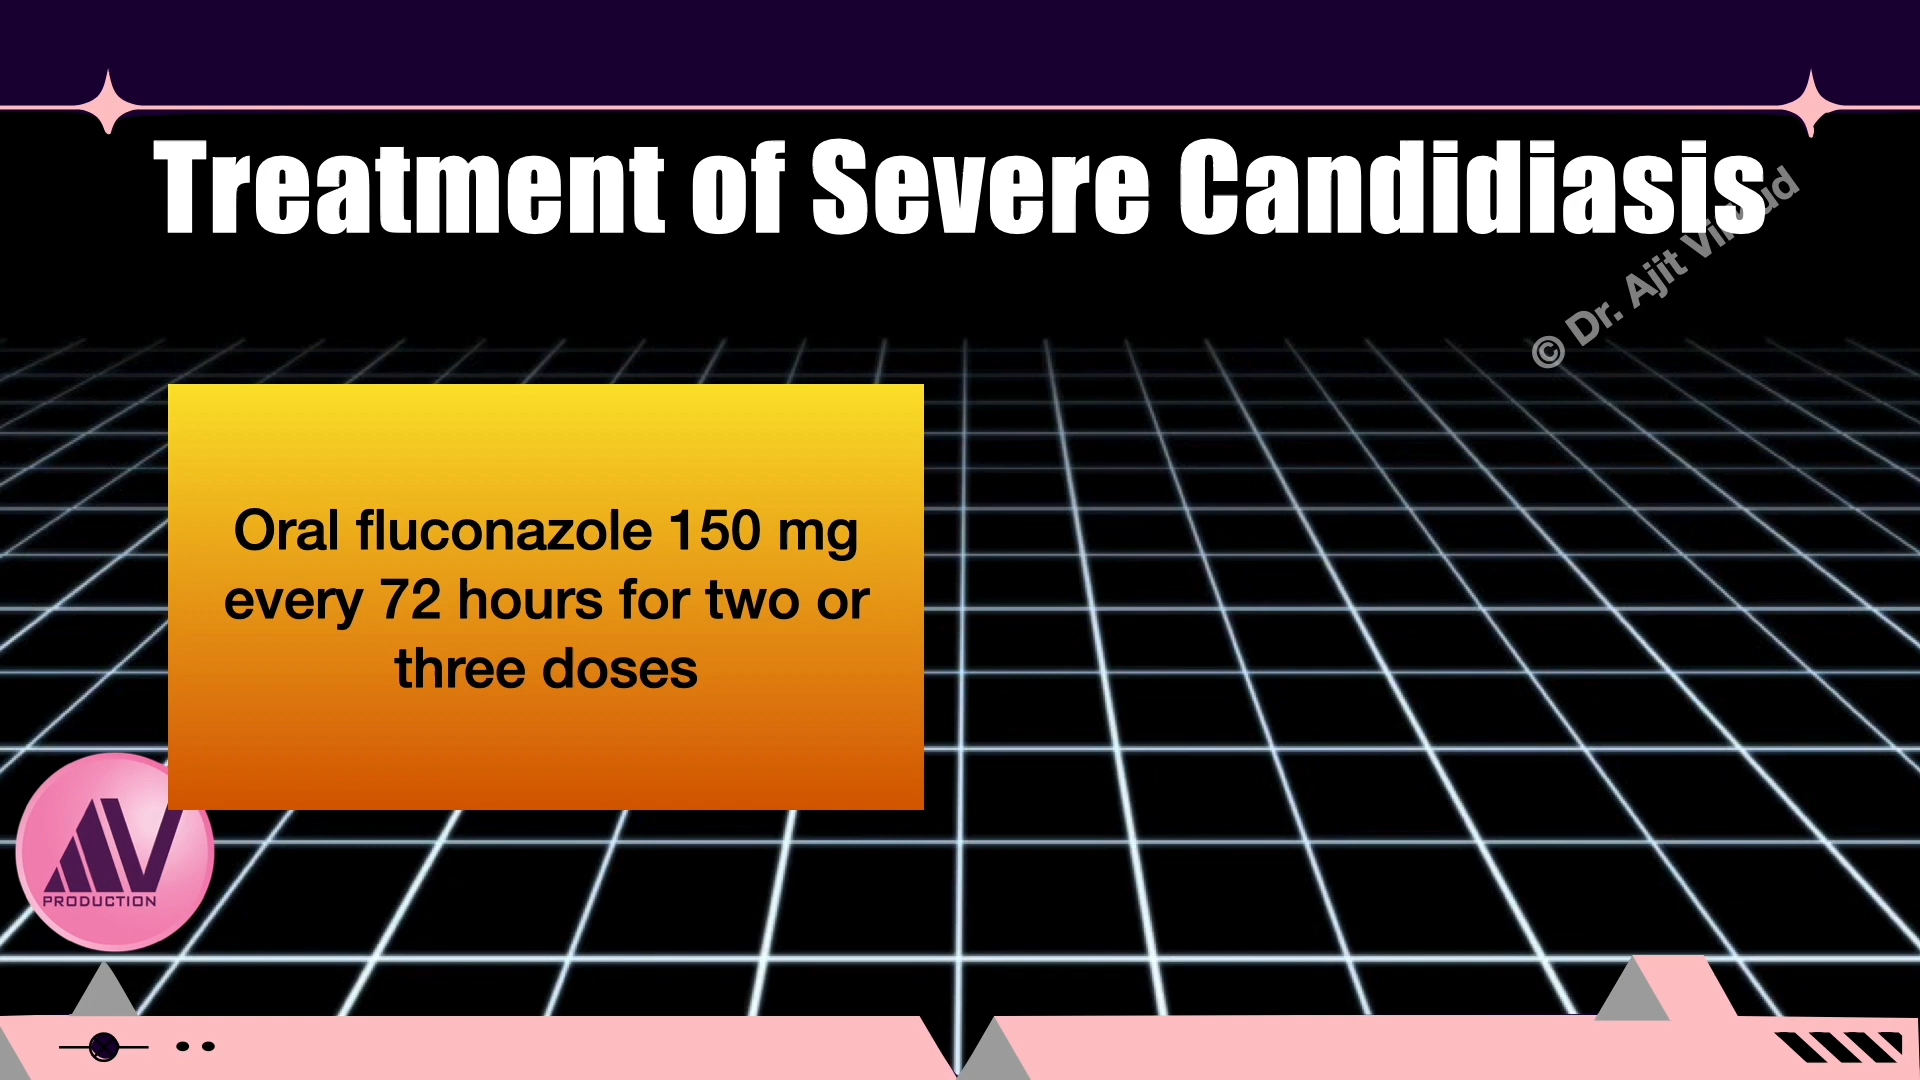 Treatment of Severe Candidiasis
© Dr. Ajit
Oral fluconazole 150 mg
every 72 hours for two or
three doses
AV
PRODUCTION